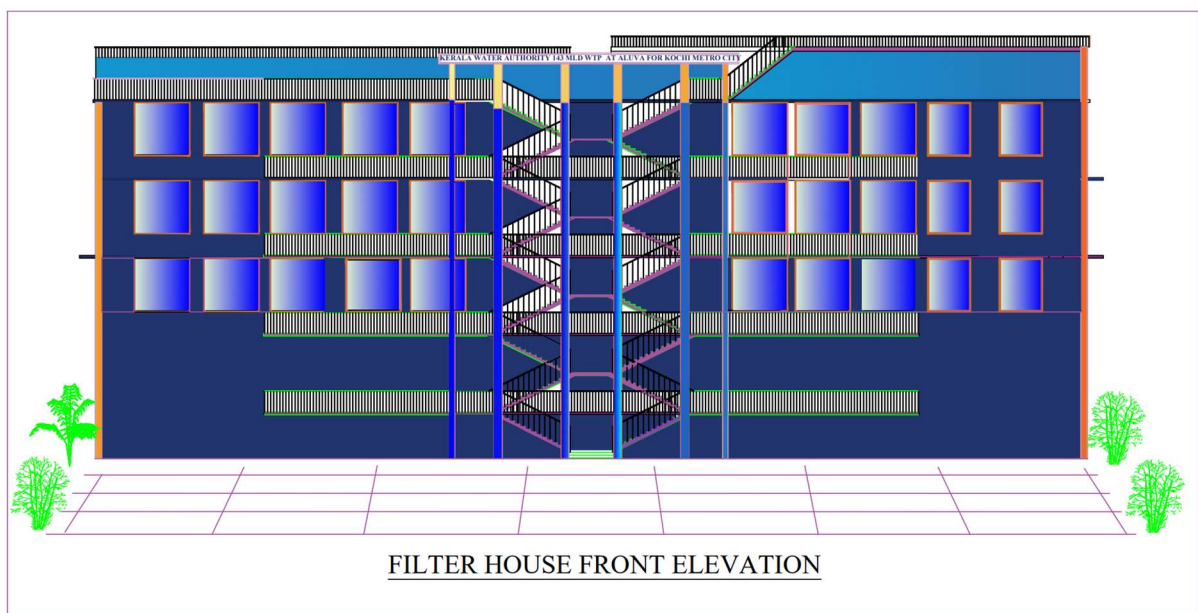 KERALA WATER AUTHORITY 143 MLD WTP AT ALUVA FOR KOCHI METRO CITY
FILTER HOUSE FRONT ELEVATION